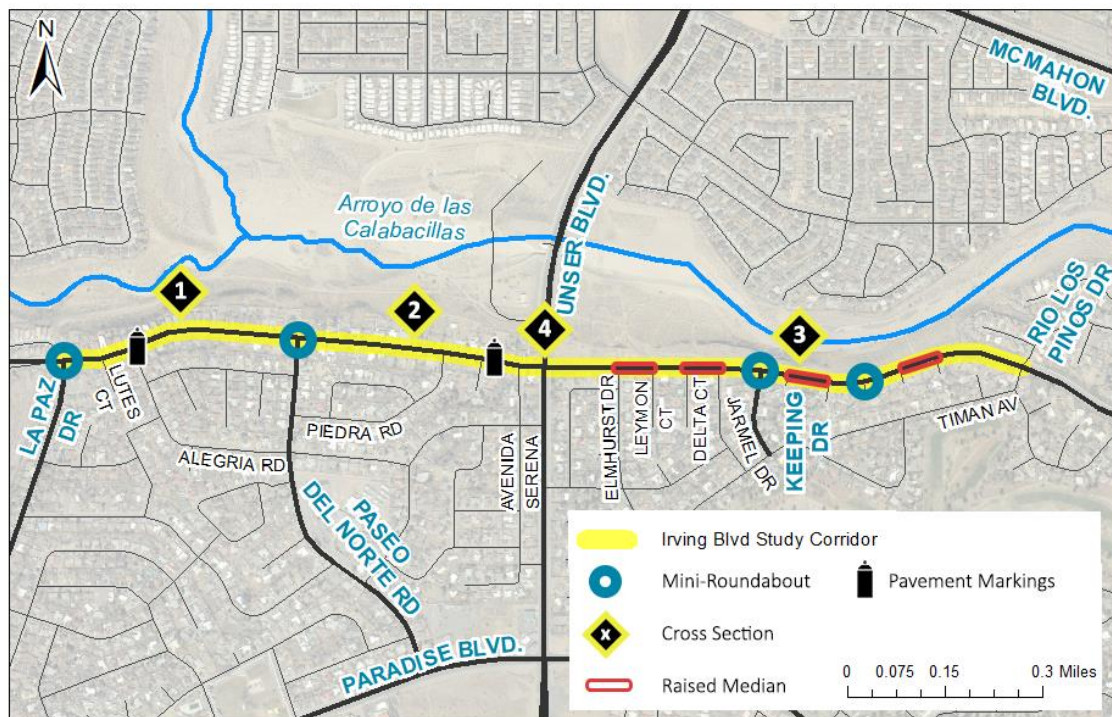 N
MCMAHON
BLVD.
Arroyo de las
Calabacillas
UNSER BLVD.
RIO LOS
PINOS DR
1
2
4
3
LA PAZ
DR
LUTES
CT
PIEDRA RD
ALEGRIA RD
PASEO
DEL NORTE RD
AVENIDA
SERENA
ELMHURST DR
LEYMON
CT
DELTA CT
JARMEL DR
KEEPING
DR
TIMAN AV
PARADISE BLVD.
Irving Blvd Study Corridor
Mini-Roundabout
Pavement Markings
x
Cross Section
Raised Median
0 0.075 0.15 0.3 Miles